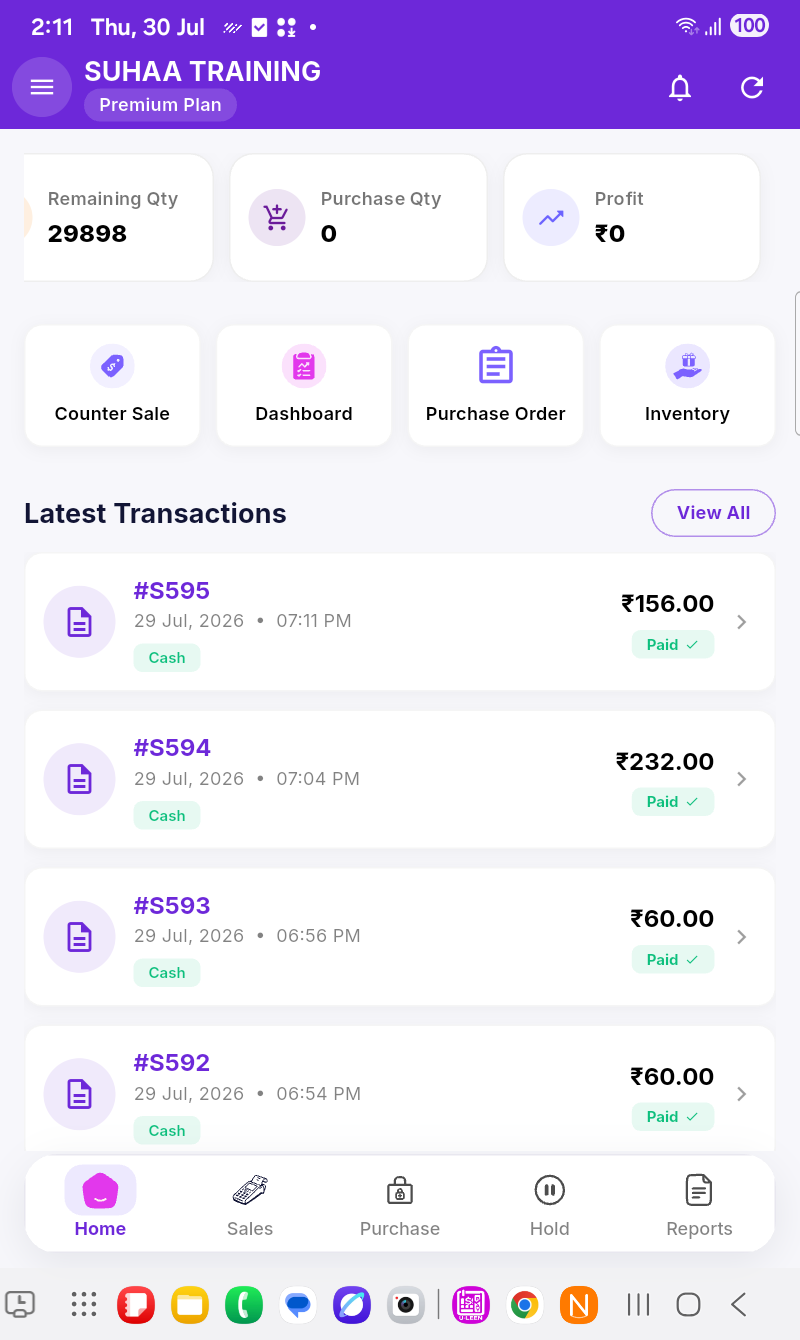 2:11 Thu, 30 Jul
100
SUHAA TRAINING
Premium Plan
Remaining Qty
29898
Purchase Qty
0
Profit
₹0
Counter Sale
Dashboard
Purchase Order
Inventory
Latest Transactions
View All
#S595
29 Jul, 2026 • 07:11 PM
Cash
₹156.00
Paid ✓
#S594
29 Jul, 2026 • 07:04 PM
Cash
₹232.00
Paid ✓
#S593
29 Jul, 2026 • 06:56 PM
Cash
₹60.00
Paid ✓
#S592
29 Jul, 2026 • 06:54 PM
Cash
₹60.00
Paid ✓
Home
Sales
Purchase
Hold
Reports
U-LEEN
N